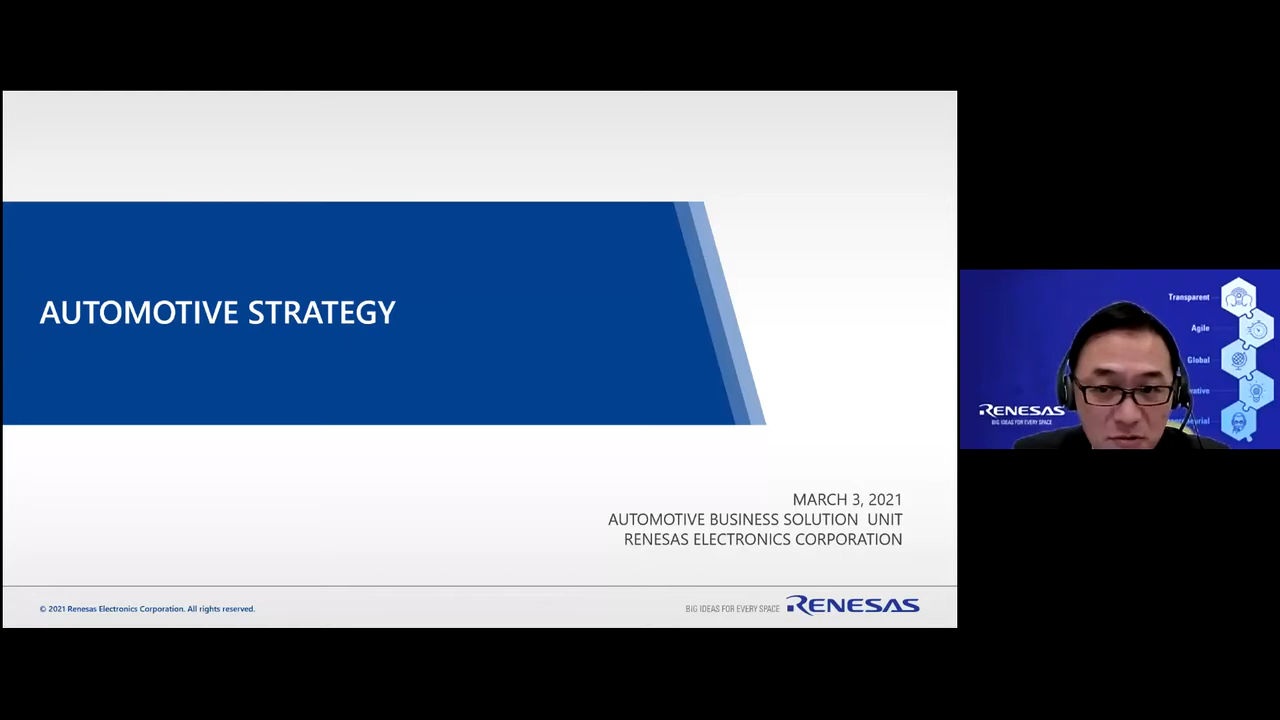 AUTOMOTIVE STRATEGY
MARCH 3, 2021
AUTOMOTIVE BUSINESS SOLUTION UNIT
RENESAS ELECTRONICS CORPORATION
© 2021 Renesas Electronics Corporation. All rights reserved.
BIG IDEAS FOR EVERY SPACE RENESAS
Transparent
Agile
Global
RENESAS
BIG IDEAS FOR EVERY SPACE